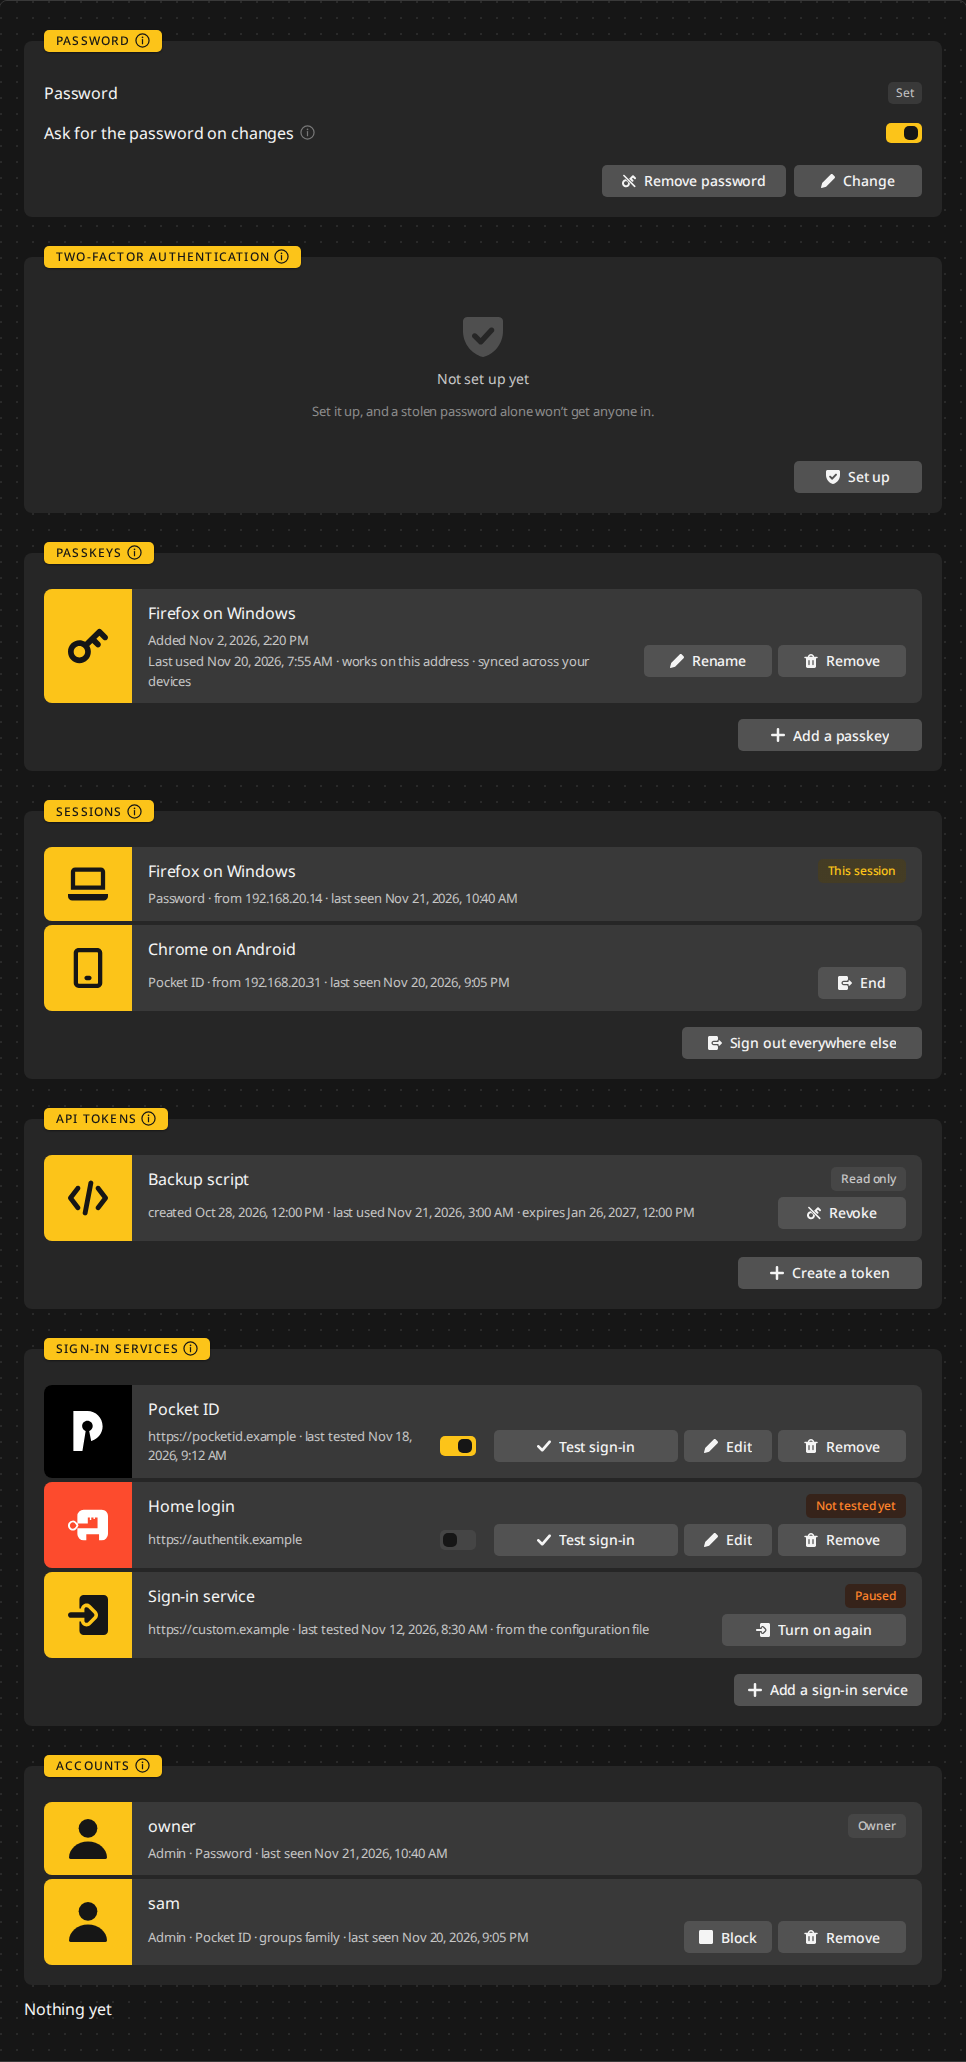 PASSWORD
Password
Set
Ask for the password on changes
Remove password
Change
TWO-FACTOR AUTHENTICATION
Not set up yet
Set it up, and a stolen password alone won't get anyone in.
Set up
PASSKEYS
Firefox on Windows
Added Nov 2, 2026, 2:20 PM
Last used Nov 20, 2026, 7:55 AM · works on this address · synced across your
devices
Rename
Remove
Add a passkey
SESSIONS
Firefox on Windows
This session
Password · from 192.168.20.14 · last seen Nov 21, 2026, 10:40 AM
Chrome on Android
Pocket ID · from 192.168.20.31 · last seen Nov 20, 2026, 9:05 PM
End
Sign out everywhere else
API TOKENS
Backup script
Read only
created Oct 28, 2026, 12:00 PM · last used Nov 21, 2026, 3:00 AM · expires Jan 26, 2027, 12:00 PM
Revoke
Create a token
SIGN-IN SERVICES
Pocket ID
https://pocketid.example · last tested Nov 18,
2026, 9:12 AM
Test sign-in
Edit
Remove
Home login
Not tested yet
https://authentik.example
Test sign-in
Edit
Remove
Sign-in service
Paused
https://custom.example · last tested Nov 12, 2026, 8:30 AM · from the configuration file
Turn on again
Add a sign-in service
ACCOUNTS
owner
Owner
Admin · Password · last seen Nov 21, 2026, 10:40 AM
sam
Admin · Pocket ID · groups family · last seen Nov 20, 2026, 9:05 PM
Block
Remove
Nothing yet